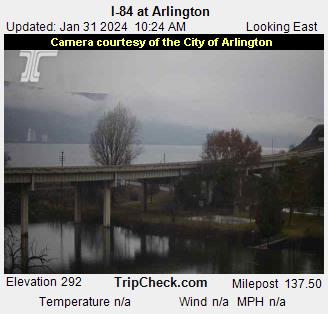 I-84 at Arlington
Updated: Jan 31 2024 10:24 AM Looking East
Camera courtesy of the City of Arlington
Elevation 292 TripCheck.com Milepost 137.50
Temperature n/a Wind n/a MPH n/a